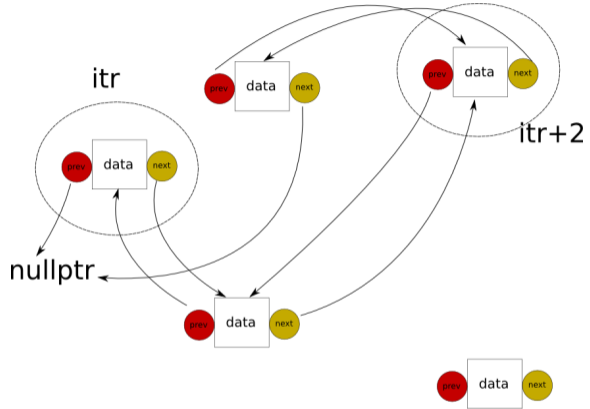 itr
prev data next
prev data next
itr+2
prev data next
nullptr
prev data next
prev data next